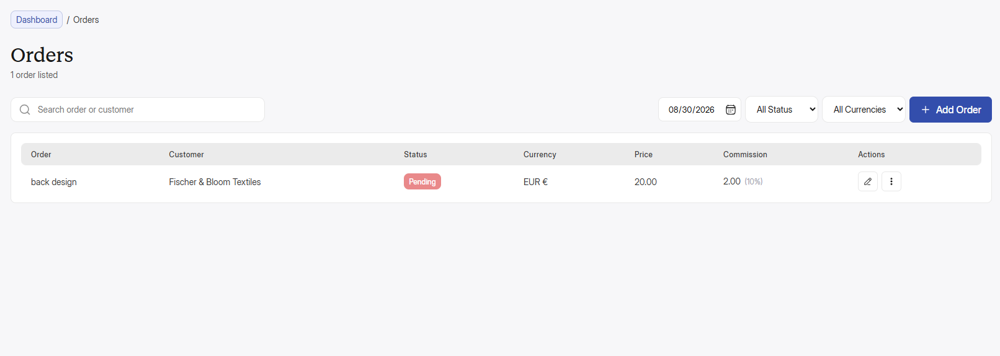 Dashboard / Orders
Orders
1 order listed
Search order or customer
08/30/2026 All Status All Currencies + Add Order
Order Customer Status Currency Price Commission Actions
back design Fischer & Bloom Textiles Pending EUR € 20.00 2.00 (10%)